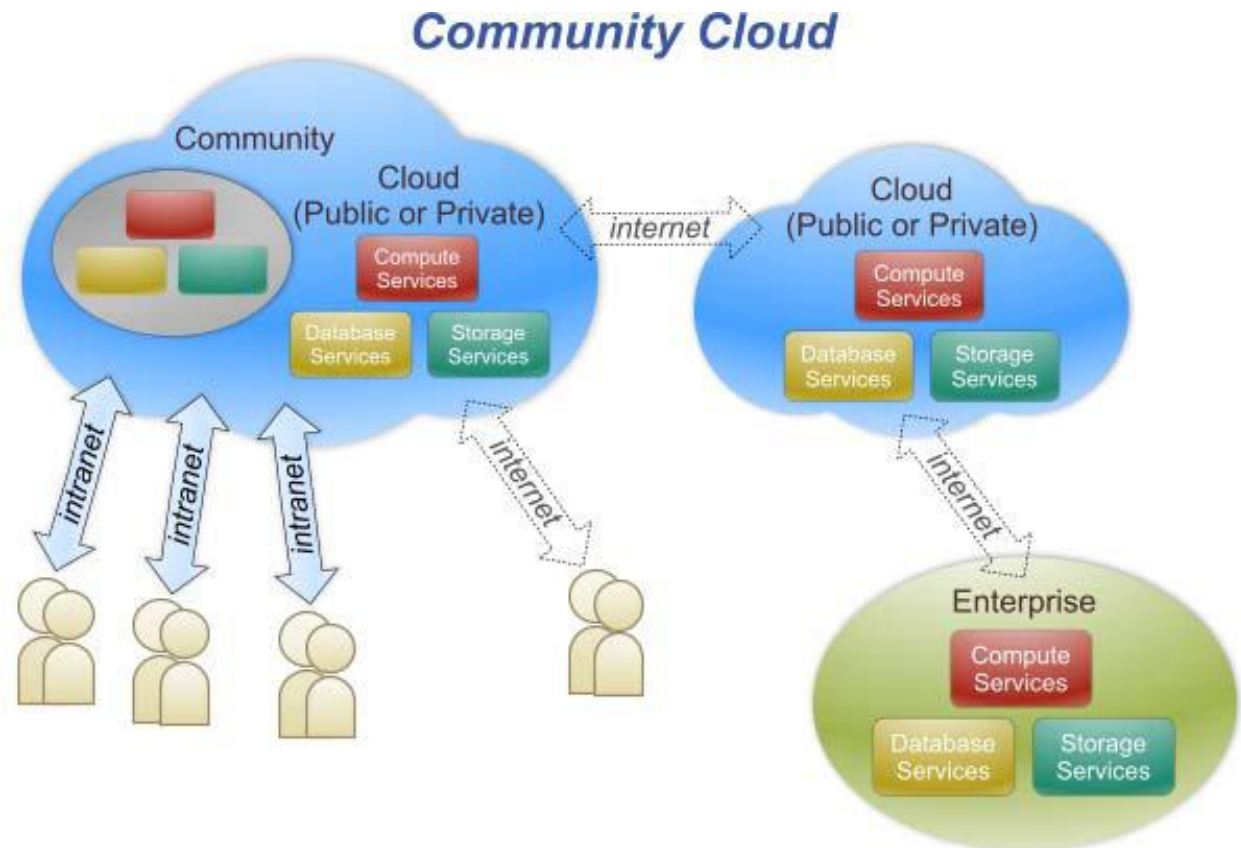 Community Cloud
Community
Cloud
(Public or Private)
Compute
Services
Database
Services
Storage
Services
internet
Cloud
(Public or Private)
Compute
Services
Database
Services
Storage
Services
intranet
intranet
intranet
internet
internet
Enterprise
Compute
Services
Database
Services
Storage
Services